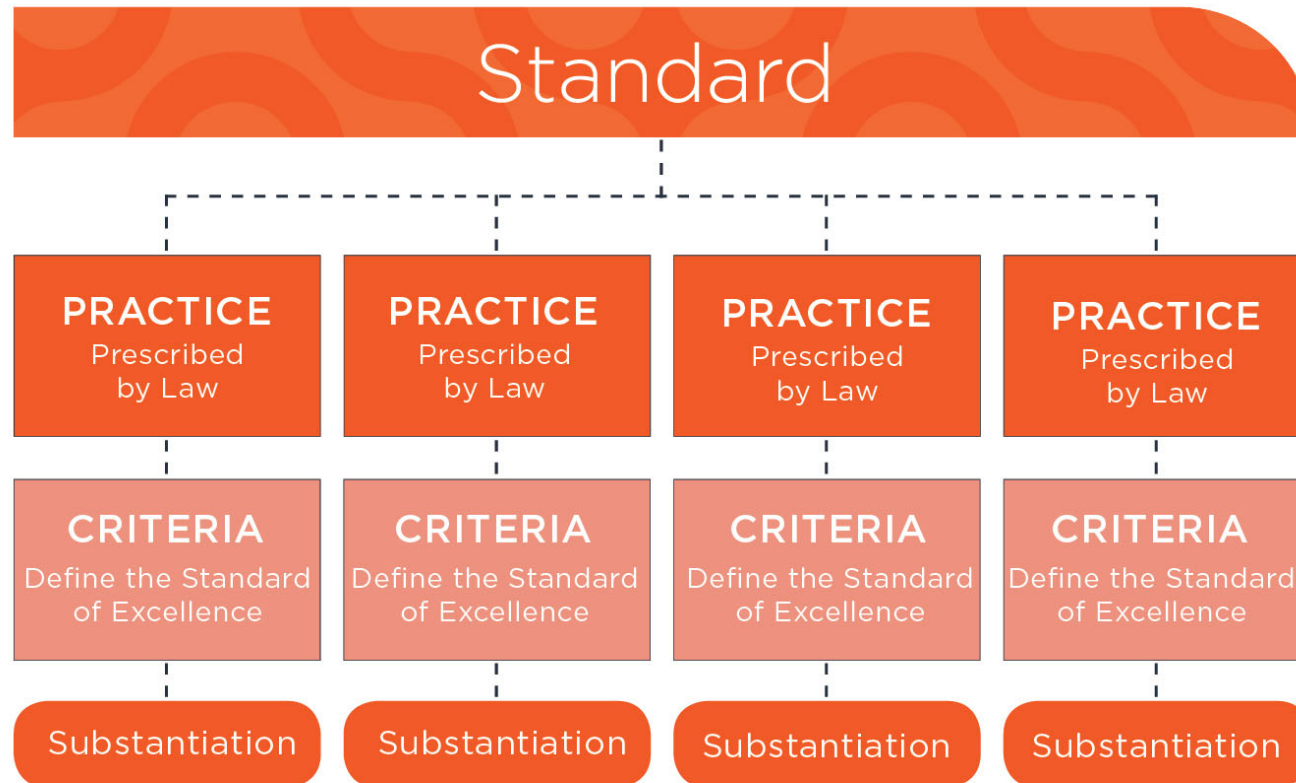 Standard
PRACTICE
Prescribed
by Law
PRACTICE
Prescribed
by Law
PRACTICE
Prescribed
by Law
PRACTICE
Prescribed
by Law
CRITERIA
Define the Standard
of Excellence
CRITERIA
Define the Standard
of Excellence
CRITERIA
Define the Standard
of Excellence
CRITERIA
Define the Standard
of Excellence
Substantiation
Substantiation
Substantiation
Substantiation